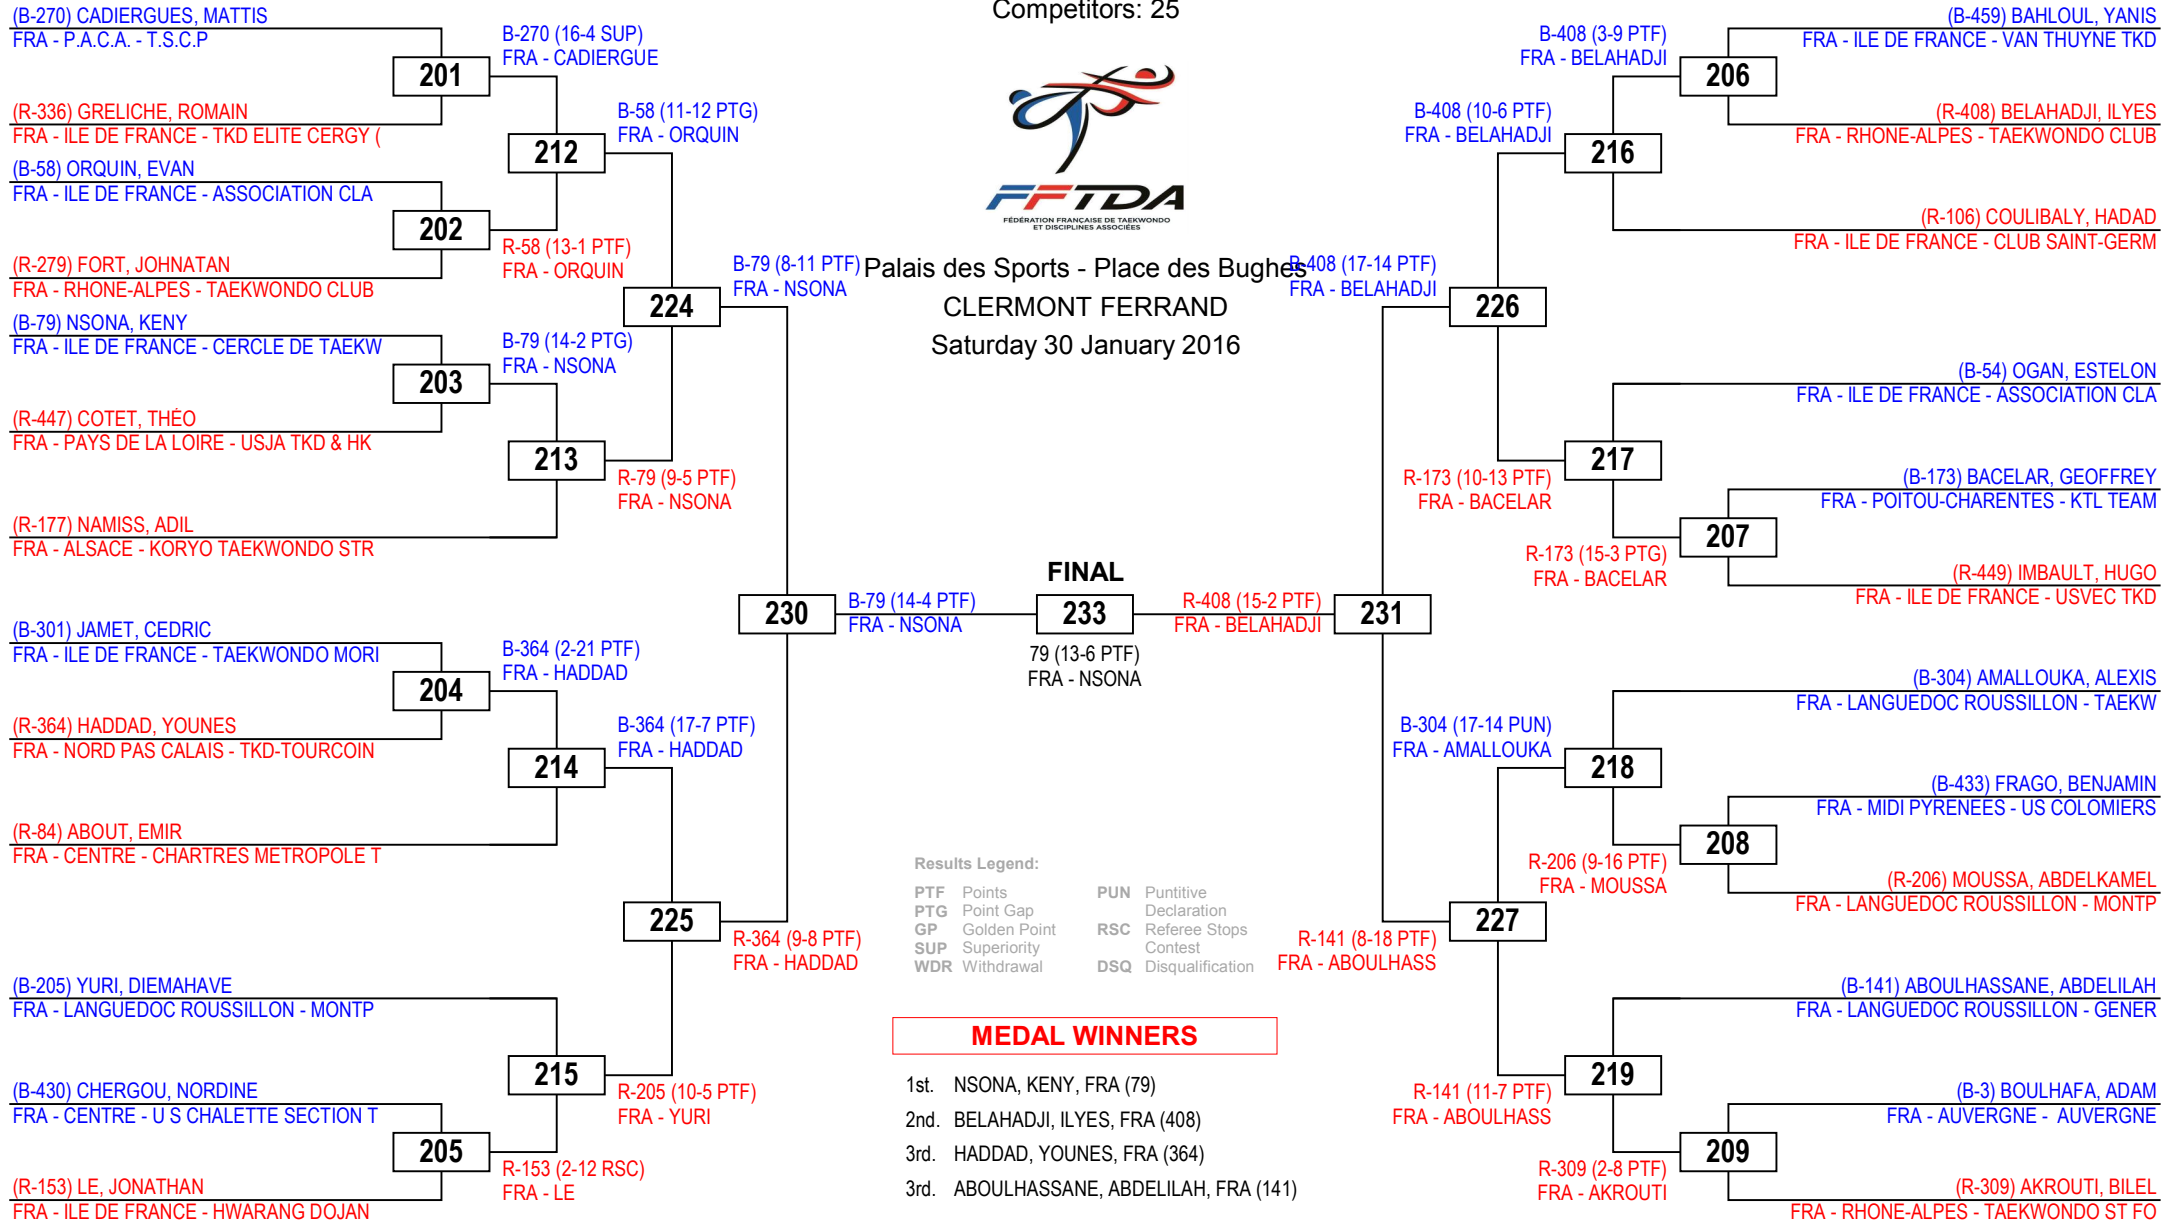 Competitors: 25
(B-270) CADIERGUES, MATTIS
FRA - P.A.C.A. - T.S.C.P
(R-336) GRELICHE, ROMAIN
FRA - ILE DE FRANCE - TKD ELITE CERGY (
(B-58) ORQUIN, EVAN
FRA - ILE DE FRANCE - ASSOCIATION CLA
(R-279) FORT, JOHNATAN
FRA - RHONE-ALPES - TAEKWONDO CLUB
(B-79) NSONA, KENY
FRA - ILE DE FRANCE - CERCLE DE TAEKW
(R-447) COTET, THÉO
FRA - PAYS DE LA LOIRE - USJA TKD & HK
(R-177) NAMISS, ADIL
FRA - ALSACE - KORYO TAEKWONDO STR
(B-301) JAMET, CEDRIC
FRA - ILE DE FRANCE - TAEKWONDO MORI
(R-364) HADDAD, YOUNES
FRA - NORD PAS CALAIS - TKD-TOURCOIN
(R-84) ABOUT, EMIR
FRA - CENTRE - CHARTRES METROPOLE T
(B-205) YURI, DIEMAHAVE
FRA - LANGUEDOC ROUSSILLON - MONTP
(B-430) CHERGOU, NORDINE
FRA - CENTRE - U S CHALETTE SECTION T
(R-153) LE, JONATHAN
FRA - ILE DE FRANCE - HWARANG DOJAN
201
202
203
204
205
B-270 (16-4 SUP)
FRA - CADIERGUE
212
R-58 (13-1 PTF)
FRA - ORQUIN
B-79 (14-2 PTG)
FRA - NSONA
213
B-364 (2-21 PTF)
FRA - HADDAD
214
215
R-153 (2-12 RSC)
FRA - LE
B-58 (11-12 PTG)
FRA - ORQUIN
224
R-79 (9-5 PTF)
FRA - NSONA
B-364 (17-7 PTF)
FRA - HADDAD
225
R-205 (10-5 PTF)
FRA - YURI
B-79 (8-11 PTF)
FRA - NSONA
230
R-364 (9-8 PTF)
FRA - HADDAD
FFTDA
FÉDÉRATION FRANÇAISE DE TAEKWONDO
ET DISCIPLINES ASSOCIÉES
Palais des Sports - Place des Bughes
CLERMONT FERRAND
Saturday 30 January 2016
FINAL
B-79 (14-4 PTF)
FRA - NSONA
233
R-408 (15-2 PTF)
FRA - BELAHADJI
79 (13-6 PTF)
FRA - NSONA
Results Legend:
PTF Points
PTG Point Gap
GP Golden Point
SUP Superiority
WDR Withdrawal
PUN Puntitive
Declaration
RSC Referee Stops
Contest
DSQ Disqualification
MEDAL WINNERS
1st. NSONA, KENY, FRA (79)
2nd. BELAHADJI, ILYES, FRA (408)
3rd. HADDAD, YOUNES, FRA (364)
3rd. ABOULHASSANE, ABDELILAH, FRA (141)
B-408 (17-14 PTF)
FRA - BELAHADJI
231
R-141 (8-18 PTF)
FRA - ABOULHASS
B-408 (10-6 PTF)
FRA - BELAHADJI
226
R-173 (10-13 PTF)
FRA - BACELAR
B-304 (17-14 PUN)
FRA - AMALLOUKA
227
R-141 (11-7 PTF)
FRA - ABOULHASS
B-408 (3-9 PTF)
FRA - BELAHADJI
216
217
R-173 (15-3 PTG)
FRA - BACELAR
218
R-206 (9-16 PTF)
FRA - MOUSSA
219
R-309 (2-8 PTF)
FRA - AKROUTI
206
207
208
209
(B-459) BAHLOUL, YANIS
FRA - ILE DE FRANCE - VAN THUYNE TKD
(R-408) BELAHADJI, ILYES
FRA - RHONE-ALPES - TAEKWONDO CLUB
(R-106) COULIBALY, HADAD
FRA - ILE DE FRANCE - CLUB SAINT-GERM
(B-54) OGAN, ESTELON
FRA - ILE DE FRANCE - ASSOCIATION CLA
(B-173) BACELAR, GEOFFREY
FRA - POITOU-CHARENTES - KTL TEAM
(R-449) IMBAULT, HUGO
FRA - ILE DE FRANCE - USVEC TKD
(B-304) AMALLOUKA, ALEXIS
FRA - LANGUEDOC ROUSSILLON - TAEKW
(B-433) FRAGO, BENJAMIN
FRA - MIDI PYRENEES - US COLOMIERS
(R-206) MOUSSA, ABDELKAMEL
FRA - LANGUEDOC ROUSSILLON - MONTP
(B-141) ABOULHASSANE, ABDELILAH
FRA - LANGUEDOC ROUSSILLON - GENER
(B-3) BOULHAFA, ADAM
FRA - AUVERGNE - AUVERGNE
(R-309) AKROUTI, BILEL
FRA - RHONE-ALPES - TAEKWONDO ST FO